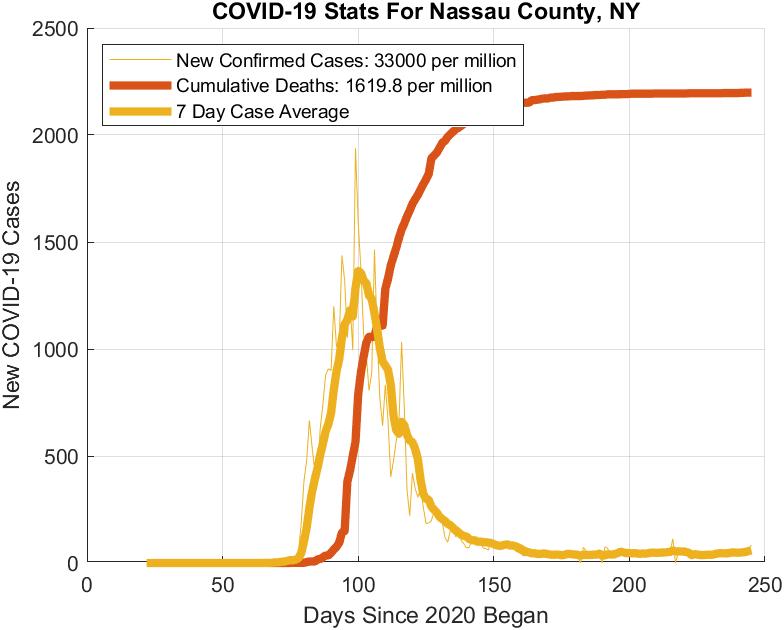 COVID-19 Stats For Nassau County, NY
New Confirmed Cases: 33000 per million
Cumulative Deaths: 1619.8 per million
7 Day Case Average
New COVID-19 Cases
2500
2000
1500
1000
500
0
0 50 100 150 200 250
Days Since 2020 Began